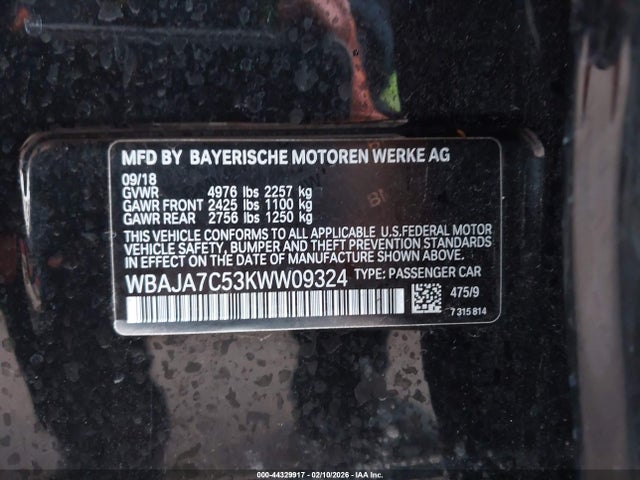 MFD BY BAYERISCHE MOTOREN WERKE AG
09/18
GVWR 4976 lbs 2257 kg
GAWR FRONT 2425 lbs 1100 kg
GAWR REAR 2756 lbs 1250 kg
THIS VEHICLE CONFORMS TO ALL APPLICABLE U.S.FEDERAL MOTOR
VEHICLE SAFETY, BUMPER AND THEFT PREVENTION STANDARDS
IN EFFECT ON THE DATE OF MANUFACTURE SHOWN ABOVE.
WBAJA7C53KWW09324 TYPE: PASSENGER CAR
475/9
7 315 814
000-44329917 - 02/10/2026 - IAA Inc.